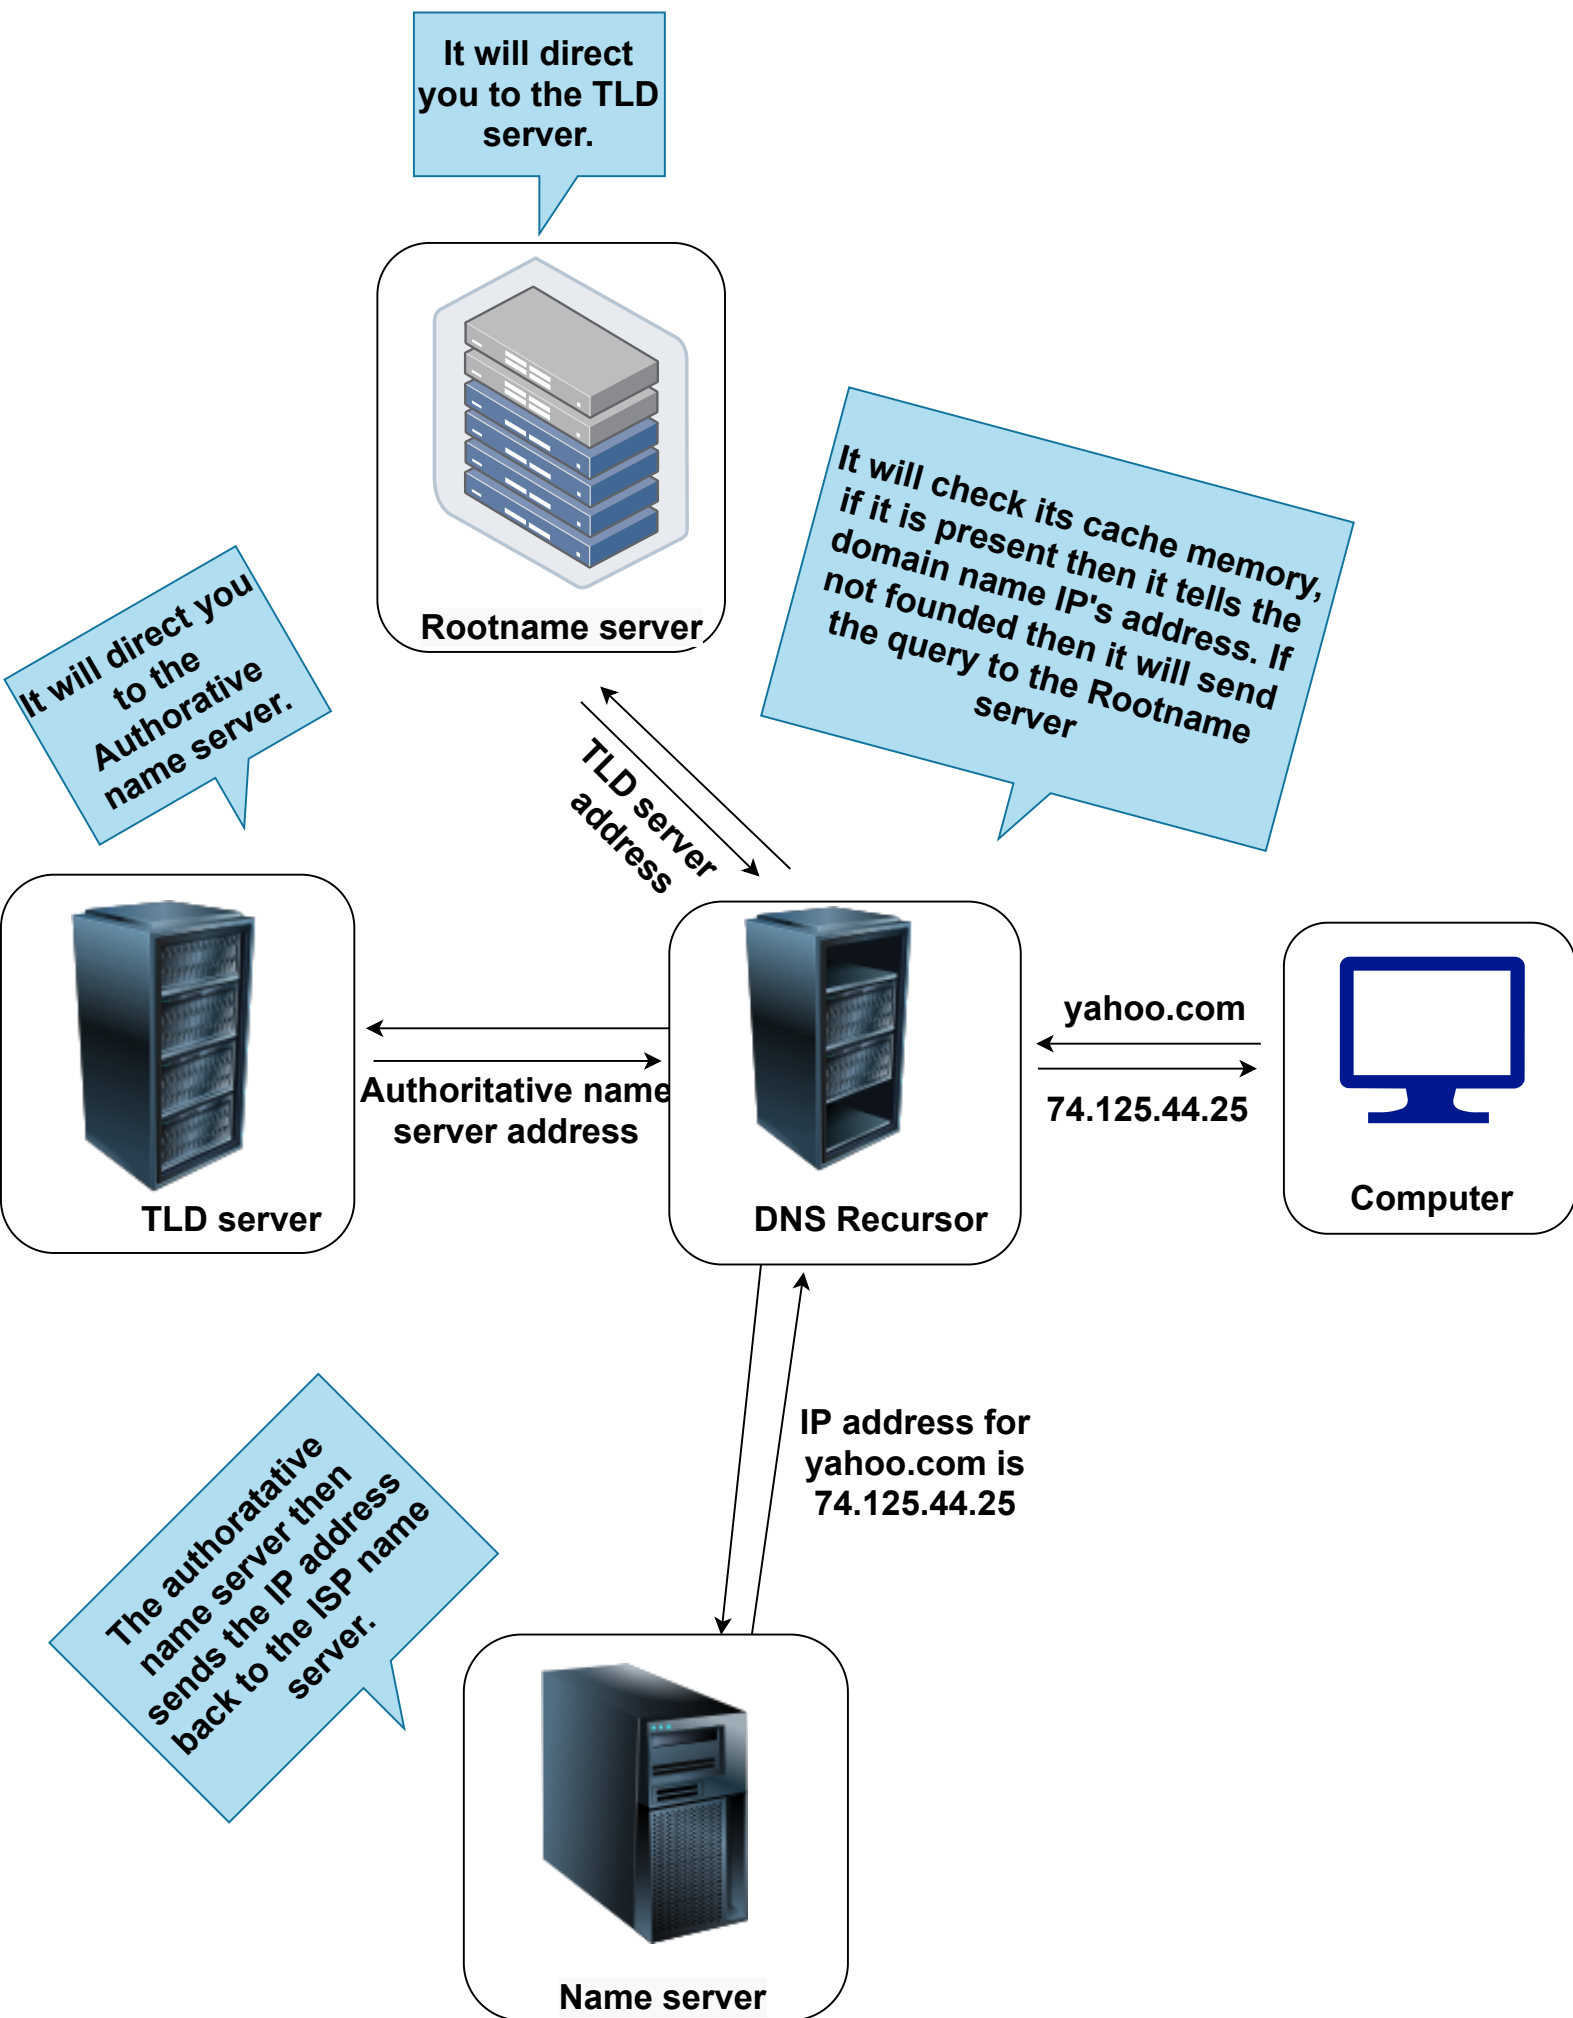 It will direct
you to the TLD
server.
Rootname server
It will check its cache memory,
if it is present then it tells the
domain name IP's address. If
not founded then it will send
the query to the Rootname
server
It will direct you
to the
Authorative
name server.
TLD server
address
TLD server
Authoritative name
server address
DNS Recursor
yahoo.com
74.125.44.25
Computer
IP address for
yahoo.com is
74.125.44.25
The authoratative
name server then
sends the IP address
back to the ISP name
server.
Name server